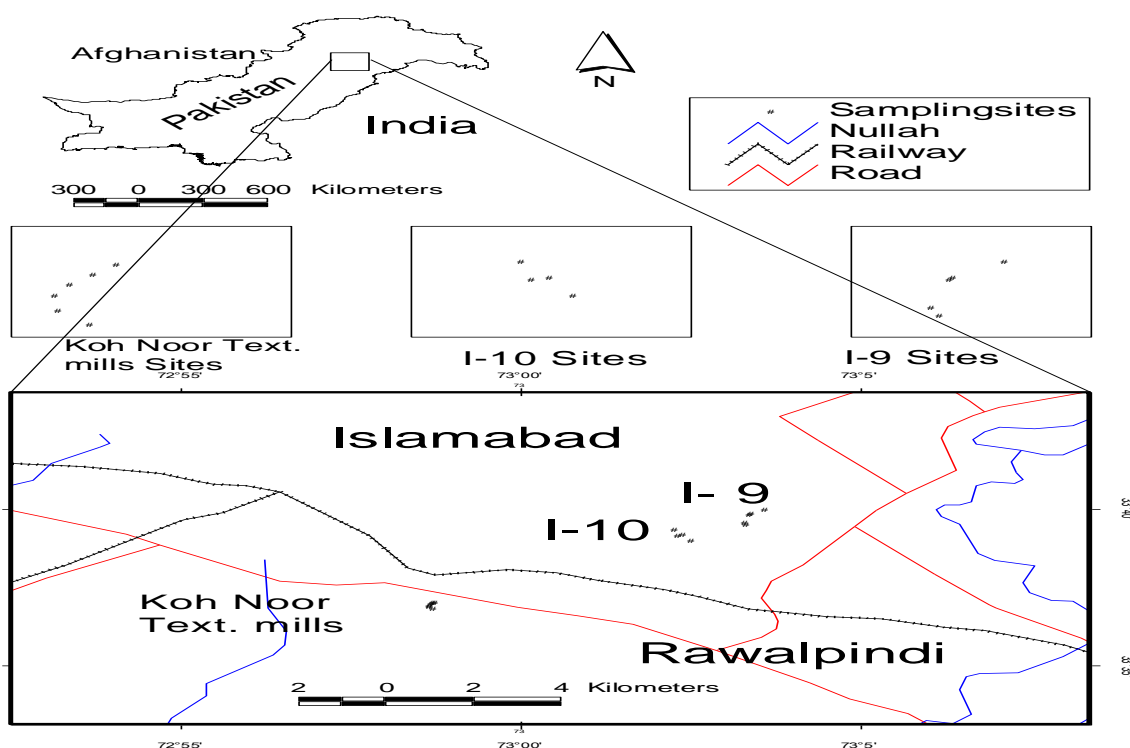 Afghanistan
Pakistan
India
N
Samplingsites
Nullah
Railway
Road
300 0 300 600 Kilometers
Koh Noor Text.
mills Sites
I-10 Sites
I-9 Sites
72°55' 73°00' 73°5'
73
Islamabad
I- 9
I-10
Koh Noor
Text. mills
Rawalpindi
2 0 2 4 Kilometers
72°55' 73°00' 73°5'